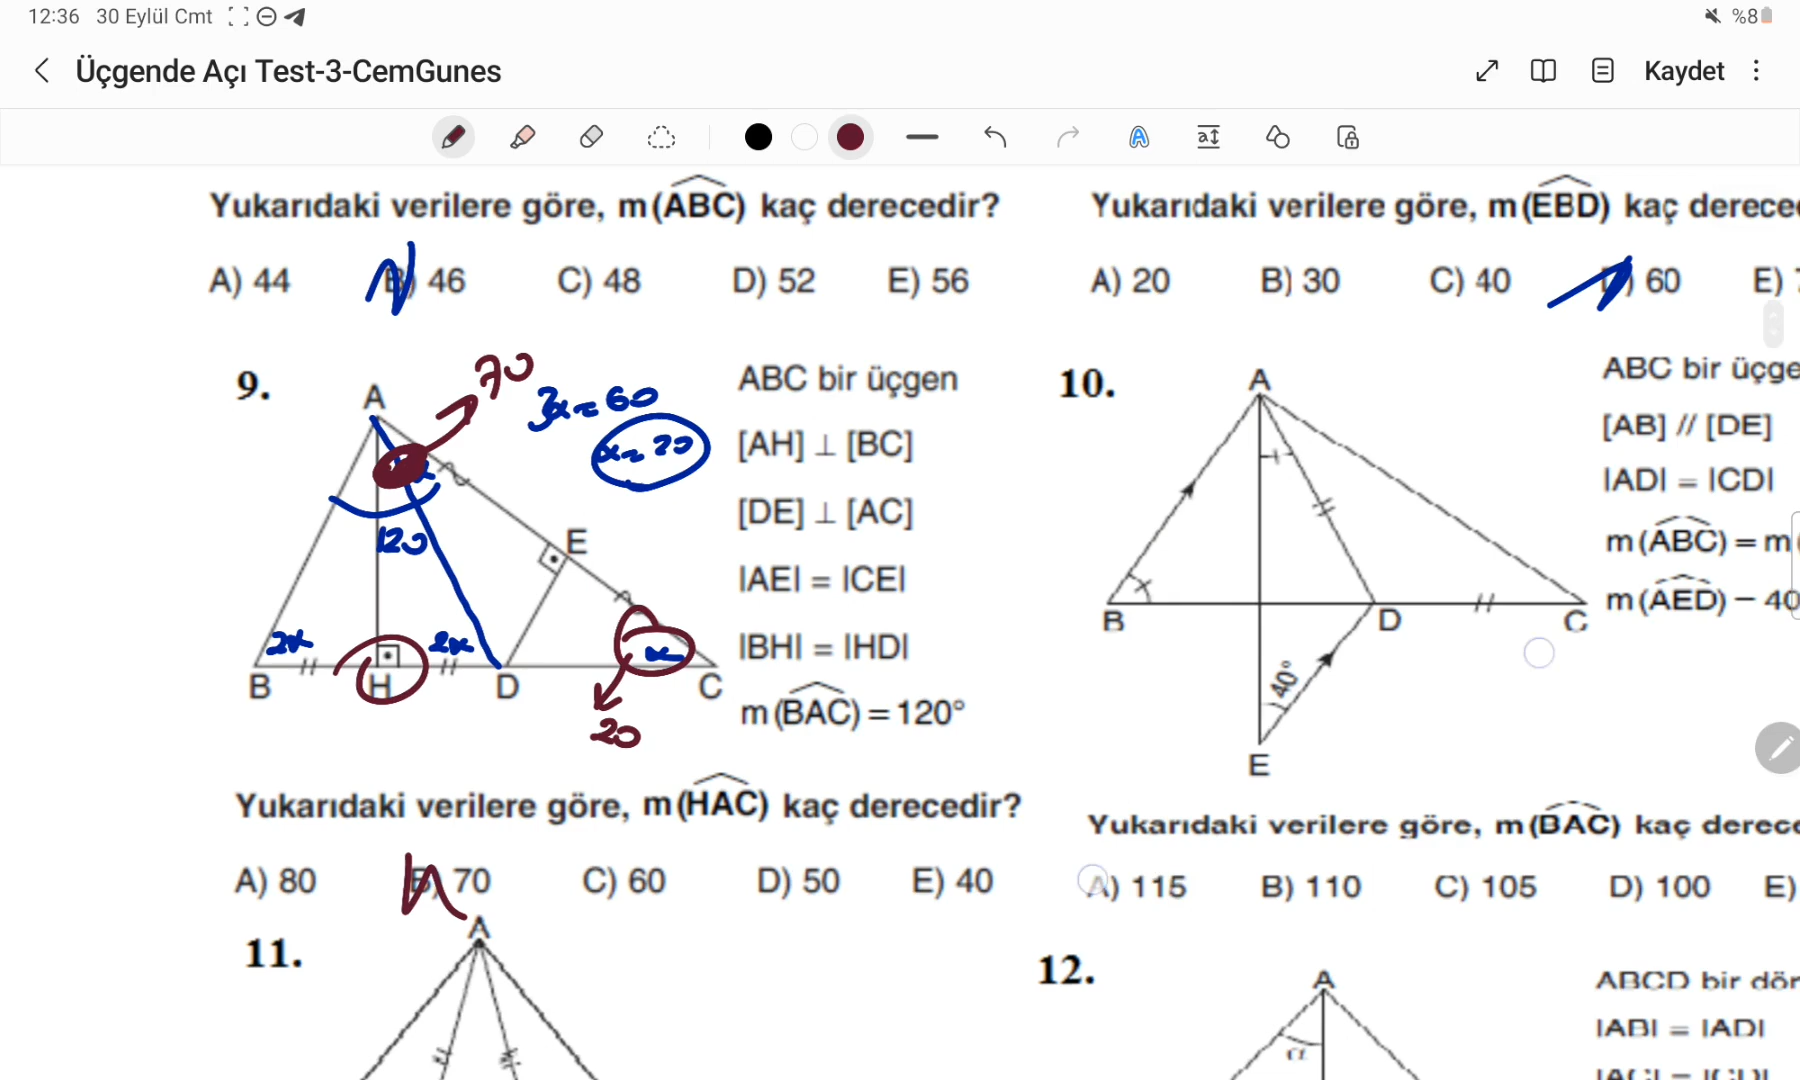 12:36 30 Eylül Cmt
%8
Üçgende Açı Test-3-CemGunes
Kaydet
Yukarıdaki verilere göre, m(ABC) kaç derecedir?
A) 44 B) 46 C) 48 D) 52 E) 56
Yukarıdaki verilere göre, m(EBD) kaç derece
A) 20 B) 30 C) 40 D) 60 E)
9.
A
70
3x=60
x=20
120
E
2x
2x
x
B H D C
20
ABC bir üçgen
[AH] ⊥ [BC]
[DE] ⊥ [AC]
|AE| = |CE|
|BH| = |HD|
m(BAC) = 120°
Yukarıdaki verilere göre, m(HAC) kaç derecedir?
A) 80 B) 70 C) 60 D) 50 E) 40
10.
A
B
D
C
40°
E
ABC bir üçge
[AB] // [DE]
|AD| = |CD|
m(ABC) = m(
m(AED) = 40
Yukarıdaki verilere göre, m(BAC) kaç derece
A) 115 B) 110 C) 105 D) 100 E)
11.
A
12.
A
α
ABCD bir dör
|AB| = |AD|
|AC| = |CD|